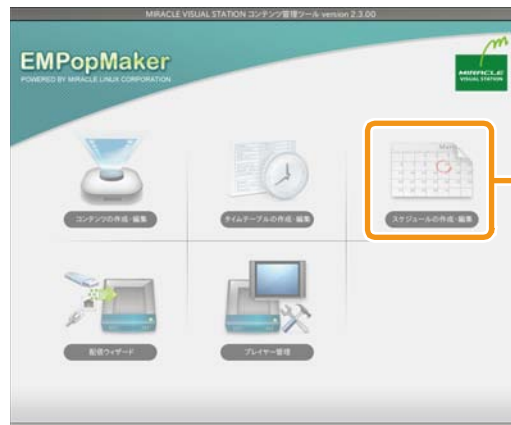 MIRACLE VISUAL STATION コンテンツ管理ツール version 2.3.00
EMPopMaker
POWERED BY MIRACLE LINUX CORPORATION
m
MIRACLE
VISUAL STATION
コンテンツの作成・編集
タイムテーブルの作成・編集
スケジュールの作成・編集
配信ウィザード
プレイヤー管理